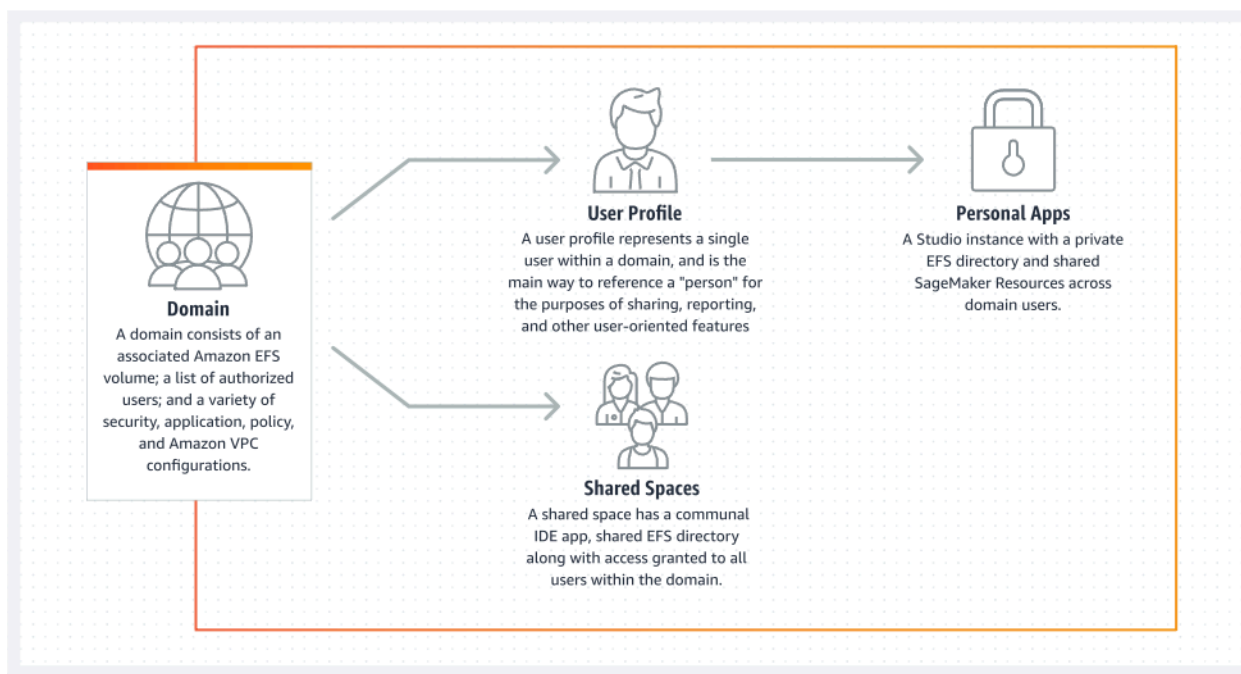 Domain
A domain consists of an
associated Amazon EFS
volume; a list of authorized
users; and a variety of
security, application, policy,
and Amazon VPC
configurations.
User Profile
A user profile represents a single
user within a domain, and is the
main way to reference a "person" for
the purposes of sharing, reporting,
and other user-oriented features
Personal Apps
A Studio instance with a private
EFS directory and shared
SageMaker Resources across
domain users.
Shared Spaces
A shared space has a communal
IDE app, shared EFS directory
along with access granted to all
users within the domain.